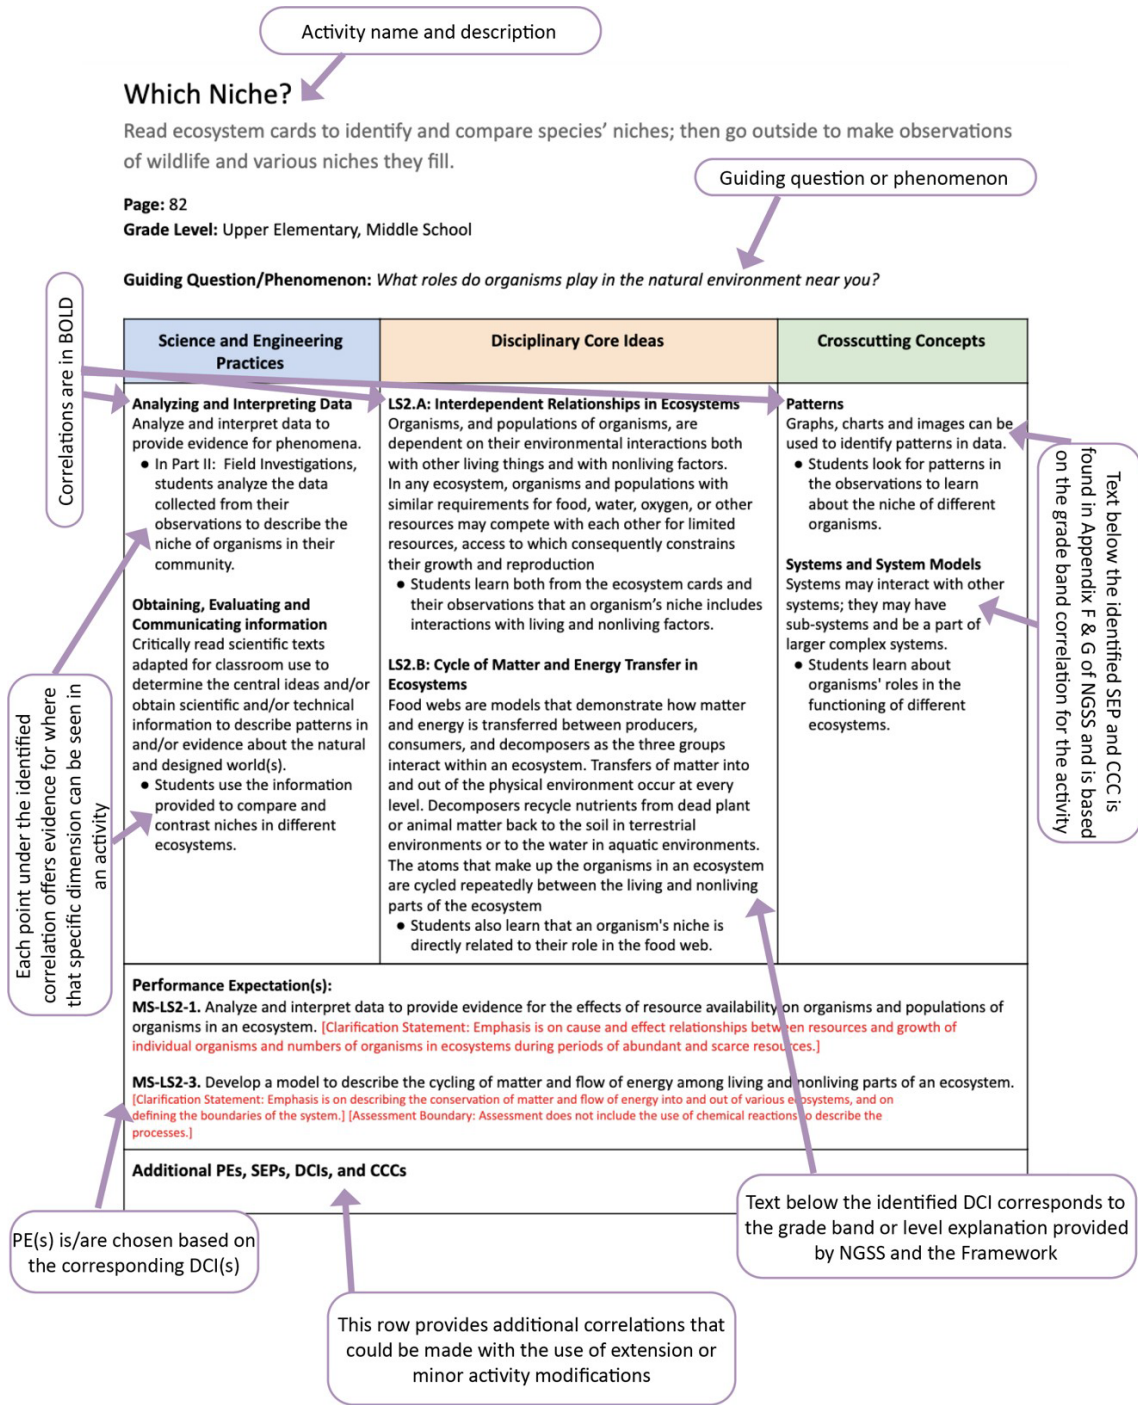 Activity name and description
Which Niche?
Read ecosystem cards to identify and compare species' niches; then go outside to make observations
of wildlife and various niches they fill.
Guiding question or phenomenon
Page: 82
Grade Level: Upper Elementary, Middle School
Guiding Question/Phenomenon: What roles do organisms play in the natural environment near you?
Correlations are in BOLD
Science and Engineering
Practices
Analyzing and Interpreting Data
Analyze and interpret data to
provide evidence for phenomena.
● In Part II: Field Investigations,
students analyze the data
collected from their
observations to describe the
niche of organisms in their
community.
Obtaining, Evaluating and
Communicating information
Critically read scientific texts
adapted for classroom use to
determine the central ideas and/or
obtain scientific and/or technical
information to describe patterns in
and/or evidence about the natural
and designed world(s).
● Students use the information
provided to compare and
contrast niches in different
ecosystems.
Each point under the identified
correlation offers evidence for where
that specific dimension can be seen in
an activity
Disciplinary Core Ideas
LS2.A: Interdependent Relationships in Ecosystems
Organisms, and populations of organisms, are
dependent on their environmental interactions both
with other living things and with nonliving factors.
In any ecosystem, organisms and populations with
similar requirements for food, water, oxygen, or other
resources may compete with each other for limited
resources, access to which consequently constrains
their growth and reproduction
● Students learn both from the ecosystem cards and
their observations that an organism's niche includes
interactions with living and nonliving factors.
LS2.B: Cycle of Matter and Energy Transfer in
Ecosystems
Food webs are models that demonstrate how matter
and energy is transferred between producers,
consumers, and decomposers as the three groups
interact within an ecosystem. Transfers of matter into
and out of the physical environment occur at every
level. Decomposers recycle nutrients from dead plant
or animal matter back to the soil in terrestrial
environments or to the water in aquatic environments.
The atoms that make up the organisms in an ecosystem
are cycled repeatedly between the living and nonliving
parts of the ecosystem
● Students also learn that an organism's niche is
directly related to their role in the food web.
Crosscutting Concepts
Patterns
Graphs, charts and images can be
used to identify patterns in data.
● Students look for patterns in
the observations to learn
about the niche of different
organisms.
Systems and System Models
Systems may interact with other
systems; they may have
sub-systems and be a part of
larger complex systems.
● Students learn about
organisms' roles in the
functioning of different
ecosystems.
Text below the identified SEP and CCC is
found in Appendix F & G of NGSS and is based
on the grade band correlation for the activity
Performance Expectation(s):
MS-LS2-1. Analyze and interpret data to provide evidence for the effects of resource availability on organisms and populations of
organisms in an ecosystem. [Clarification Statement: Emphasis is on cause and effect relationships between resources and growth of
individual organisms and numbers of organisms in ecosystems during periods of abundant and scarce resources.]
MS-LS2-3. Develop a model to describe the cycling of matter and flow of energy among living and nonliving parts of an ecosystem.
[Clarification Statement: Emphasis is on describing the conservation of matter and flow of energy into and out of various ecosystems, and on
defining the boundaries of the system.] [Assessment Boundary: Assessment does not include the use of chemical reactions to describe the
processes.]
Additional PEs, SEPs, DCIs, and CCCs
PE(s) is/are chosen based on
the corresponding DCI(s)
Text below the identified DCI corresponds to
the grade band or level explanation provided
by NGSS and the Framework
This row provides additional correlations that
could be made with the use of extension or
minor activity modifications